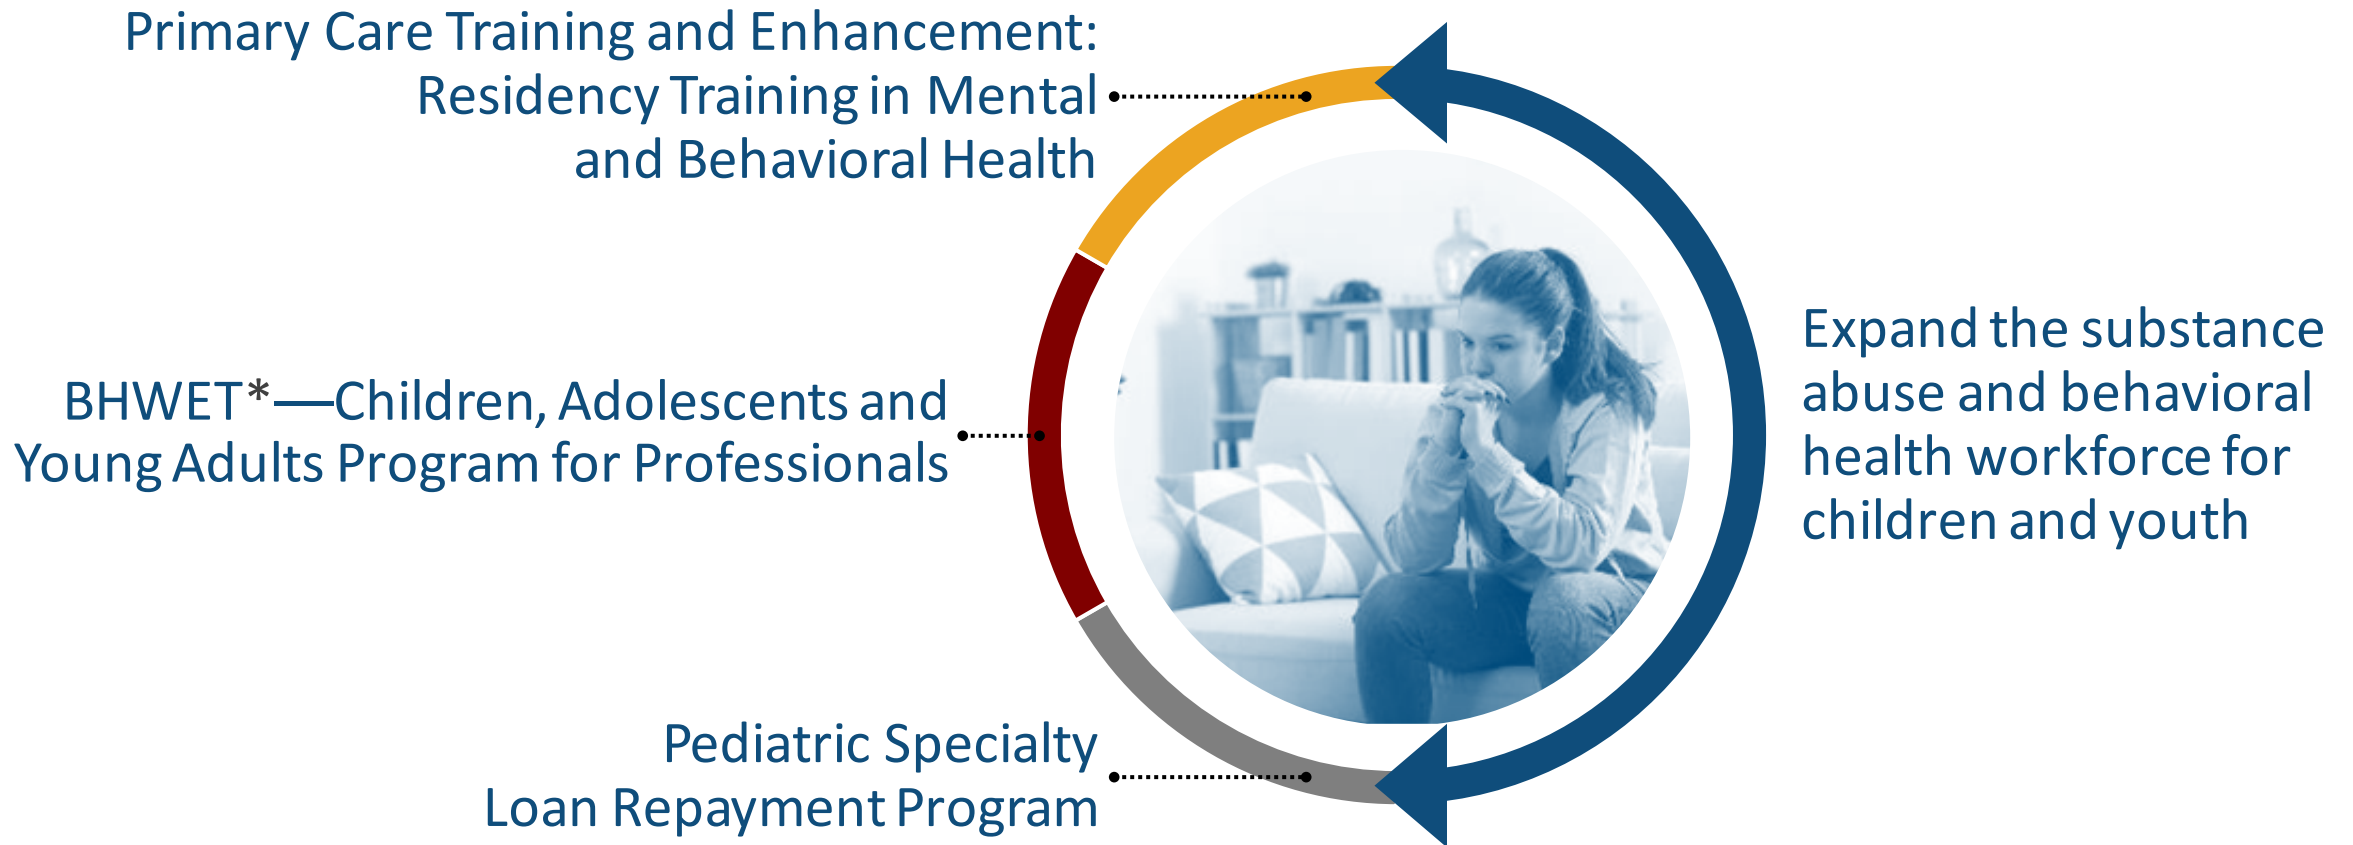 Primary Care Training and Enhancement:
Residency Training in Mental
and Behavioral Health
BHWET*—Children, Adolescents and
Young Adults Program for Professionals
Pediatric Specialty
Loan Repayment Program
Expand the substance
abuse and behavioral
health workforce for
children and youth